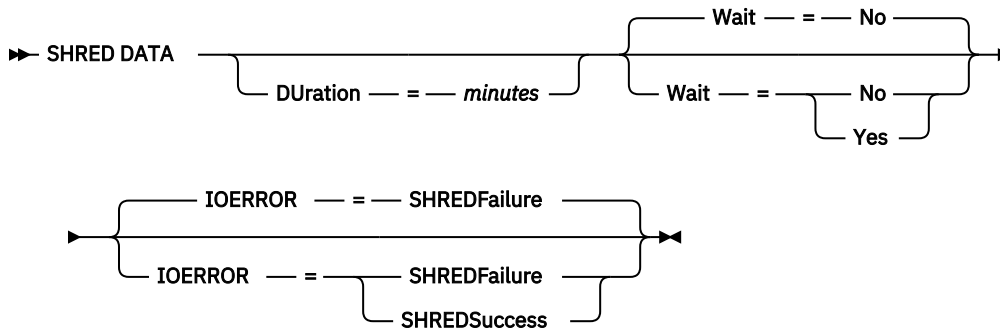 Wait = No
SHRED DATA
DUration = minutes
Wait = No
Yes
IOERROR = SHREDFailure
IOERROR = SHREDFailure
SHREDSuccess